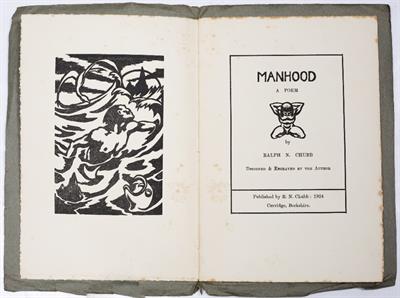 MANHOOD
A POEM
by
RALPH N. CHUBB
DESIGNED & ENGRAVED BY THE AUTHOR
Published by R. N. Chubb : 1924
Curridge, Berkshire.